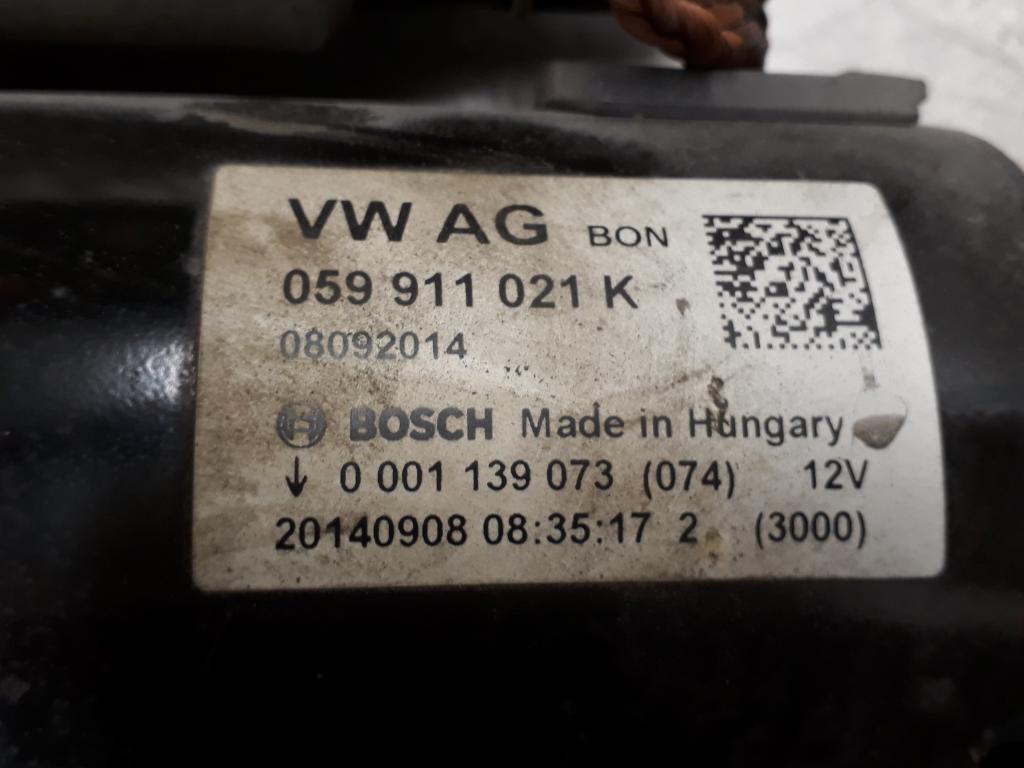 VW AG BON
059 911 021 K
08092014
BOSCH Made in Hungary
↓ 0 001 139 073 (074) 12V
20140908 08:35:17 2 (3000)